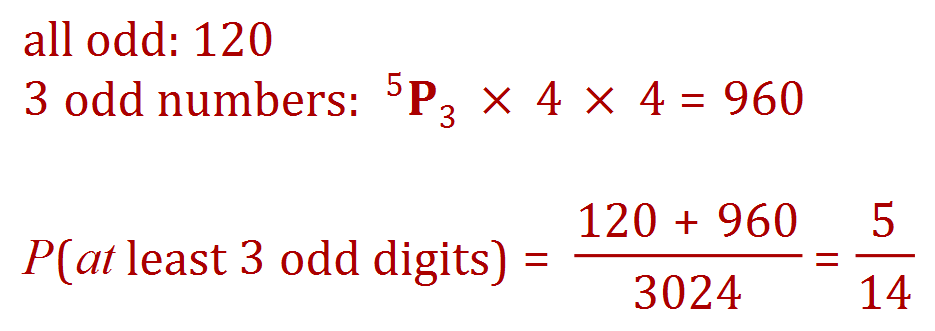 all odd: 120
3 odd numbers: ⁵P₃ × 4 × 4 = 960
P(at least 3 odd digits) = (120 + 960)/3024 = 5/14